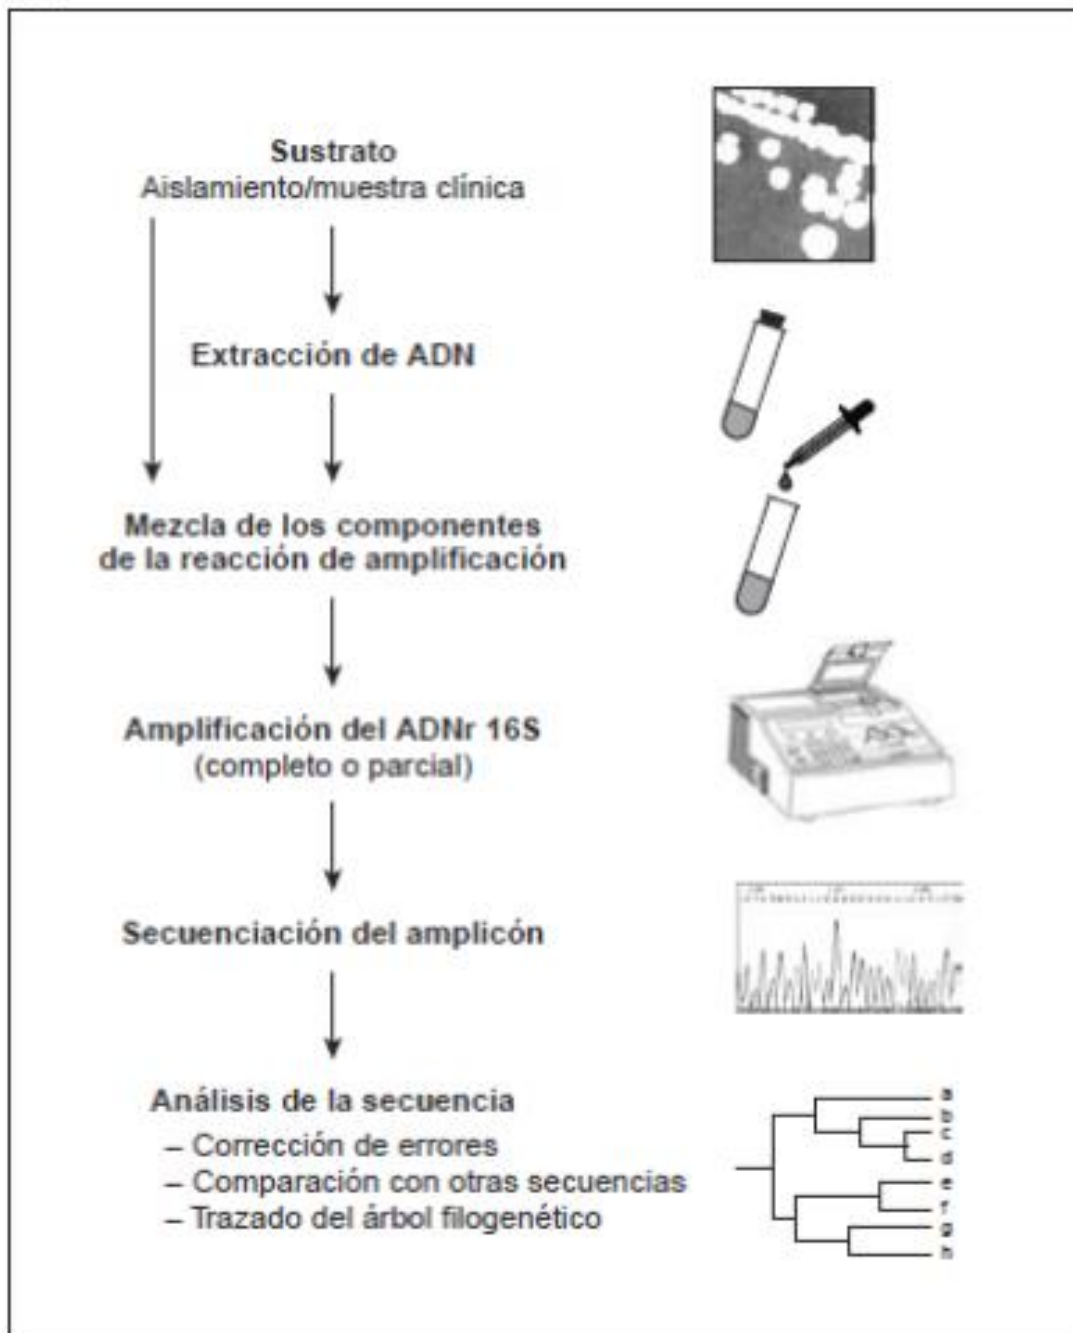 Sustrato
Aislamiento/muestra clínica
Extracción de ADN
Mezcla de los componentes
de la reacción de amplificación
Amplificación del ADNr 16S
(completo o parcial)
Secuenciación del amplicón
Análisis de la secuencia
– Corrección de errores
– Comparación con otras secuencias
– Trazado del árbol filogenético
a
b
c
d
e
f
g
h